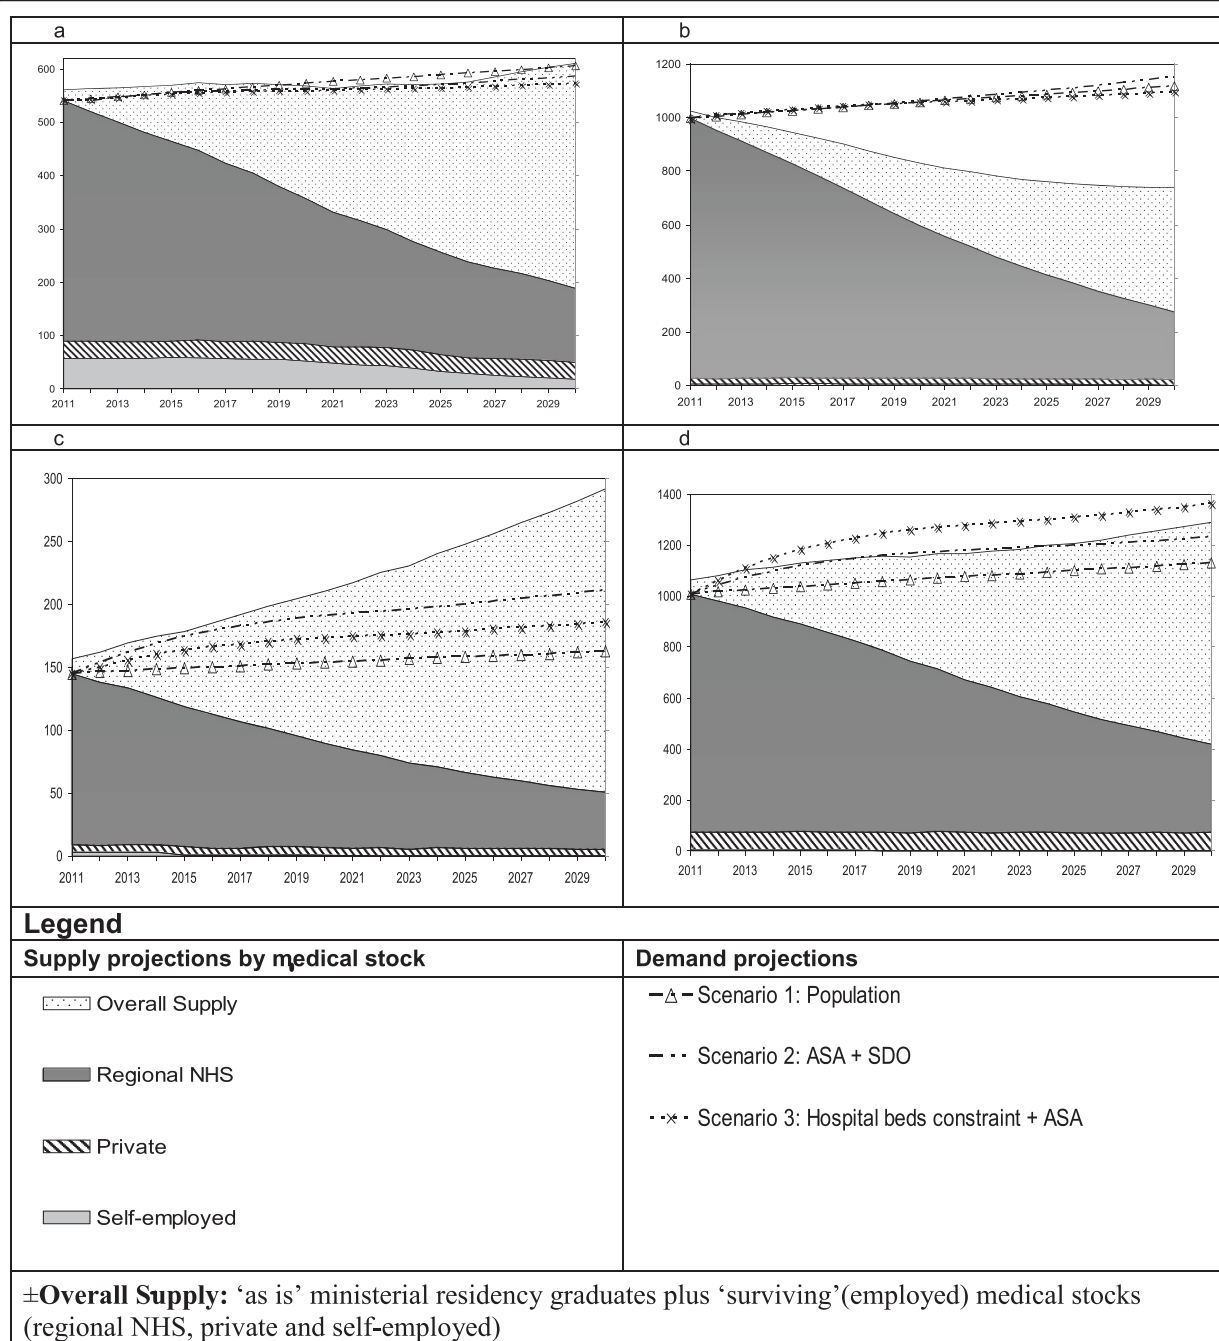 a
b
600
500
400
300
200
100
0
2011 2013 2015 2017 2019 2021 2023 2025 2027 2029
1200
1000
800
600
400
200
0
2011 2013 2015 2017 2019 2021 2023 2025 2027 2029
c
d
300
250
200
150
100
50
0
2011 2013 2015 2017 2019 2021 2023 2025 2027 2029
1400
1200
1000
800
600
400
200
0
2011 2013 2015 2017 2019 2021 2023 2025 2027 2029
Legend
Supply projections by medical stock
Demand projections
Overall Supply
Regional NHS
Private
Self-employed
Scenario 1: Population
Scenario 2: ASA + SDO
Scenario 3: Hospital beds constraint + ASA
±Overall Supply: ‘as is’ ministerial residency graduates plus ‘surviving’(employed) medical stocks
(regional NHS, private and self-employed)